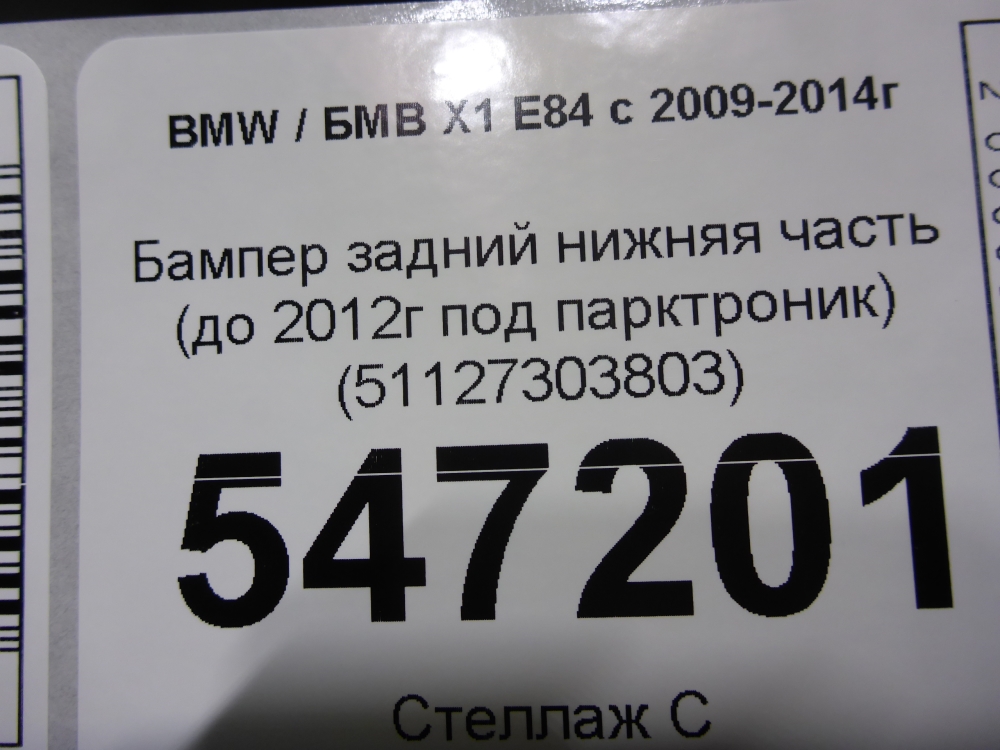 BMW / БМВ X1 E84 с 2009-2014г
Бампер задний нижняя часть
(до 2012г под парктроник)
(51127303803)
547201
Стеллаж С